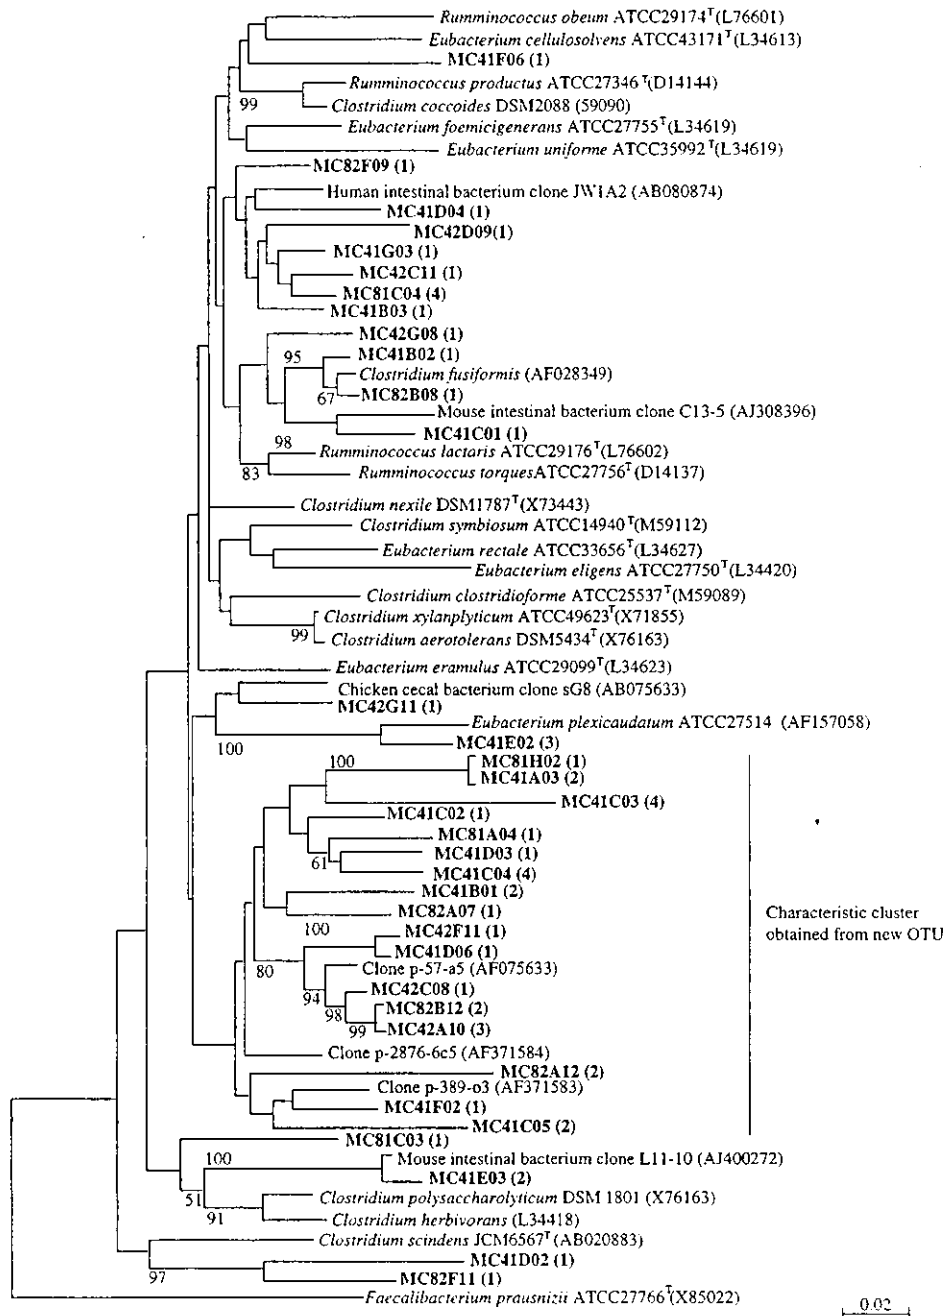 Rumminococcus obeum ATCC29174T(L76601)
Eubacterium cellulosolvens ATCC43171T(L34613)
MC41F06 (1)
Rumminococcus productus ATCC27346T(D14144)
99
Clostridium coccoides DSM2088 (59090)
Eubacterium foemicigenerans ATCC27755T(L34619)
Eubacterium uniforme ATCC35992T(L34619)
MC82F09 (1)
Human intestinal bacterium clone JW1A2 (AB080874)
MC41D04 (1)
MC42D09(1)
MC41G03 (1)
MC42C11 (1)
MC81C04 (4)
MC41B03 (1)
MC42G08 (1)
95
MC41B02 (1)
Clostridium fusiformis (AF028349)
67
MC82B08 (1)
Mouse intestinal bacterium clone C13-5 (AJ308396)
MC41C01 (1)
98
Rumminococcus lactaris ATCC29176T(L76602)
83
Rumminococcus torquesATCC27756T(D14137)
Clostridium nexile DSM1787T(X73443)
Clostridium symbiosum ATCC14940T(M59112)
Eubacterium rectale ATCC33656T(L34627)
Eubacterium eligens ATCC27750T(L34420)
Clostridium clostridioforme ATCC25537T(M59089)
Clostridium xylanplyticum ATCC49623T(X71855)
99
Clostridium aerotolerans DSM5434T(X76163)
Eubacterium eramulus ATCC29099T(L34623)
Chicken cecal bacterium clone sG8 (AB075633)
MC42G11 (1)
Eubacterium plexicaudatum ATCC27514 (AF157058)
100
MC41E02 (3)
100
MC81H02 (1)
MC41A03 (2)
MC41C03 (4)
MC41C02 (1)
MC81A04 (1)
61
MC41D03 (1)
MC41C04 (4)
MC41B01 (2)
MC82A07 (1)
Characteristic cluster
obtained from new OTU
100
MC42F11 (1)
MC41D06 (1)
80
Clone p-57-a5 (AF075633)
94
MC42C08 (1)
98
MC82B12 (2)
99
MC42A10 (3)
Clone p-2876-6c5 (AF371584)
MC82A12 (2)
Clone p-389-o3 (AF371583)
MC41F02 (1)
MC41C05 (2)
MC81C03 (1)
100
Mouse intestinal bacterium clone L11-10 (AJ400272)
MC41E03 (2)
51
Clostridium polysaccharolyticum DSM 1801 (X76163)
91
Clostridium herbivorans (L34418)
Clostridium scindens JCM6567T(AB020883)
MC41D02 (1)
97
MC82F11 (1)
Faecalibacterium prausnizii ATCC27766T(X85022)
0.02